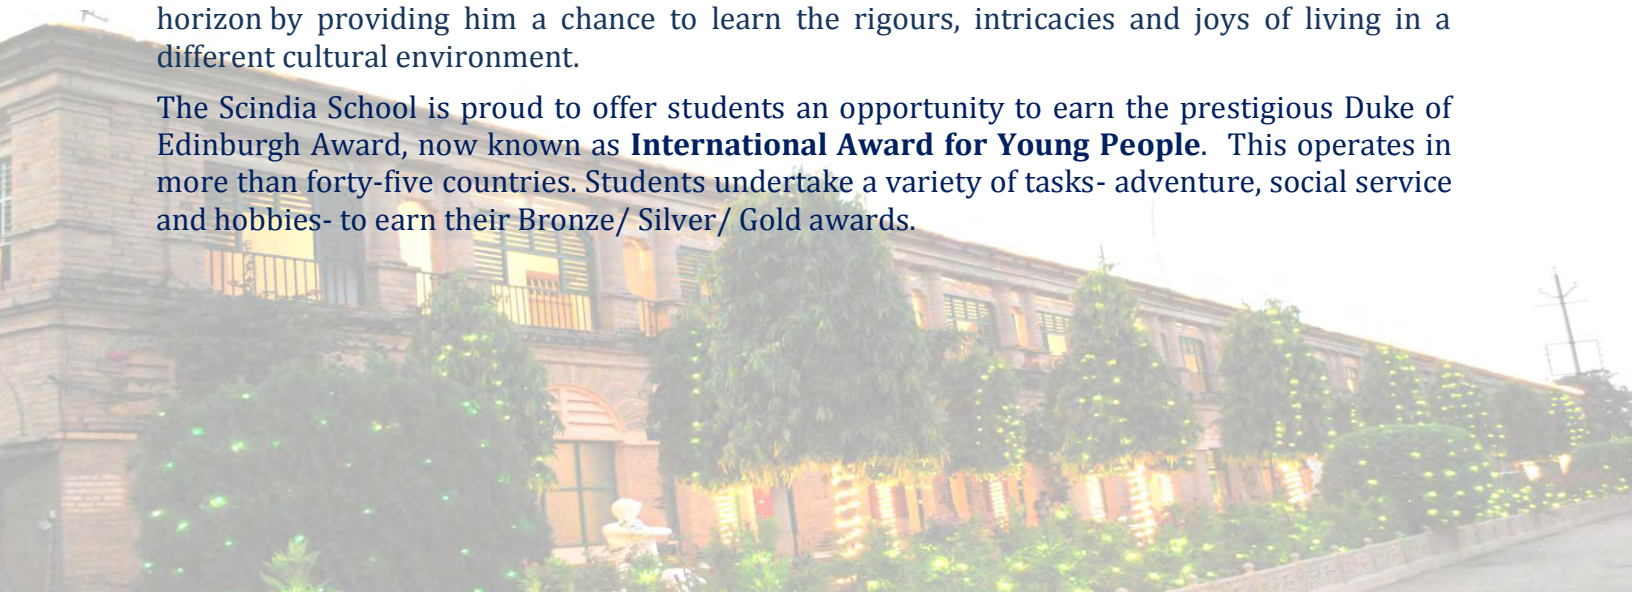 horizon by providing him a chance to learn the rigours, intricacies and joys of living in a
different cultural environment.
The Scindia School is proud to offer students an opportunity to earn the prestigious Duke of
Edinburgh Award, now known as International Award for Young People. This operates in
more than forty-five countries. Students undertake a variety of tasks- adventure, social service
and hobbies- to earn their Bronze/ Silver/ Gold awards.